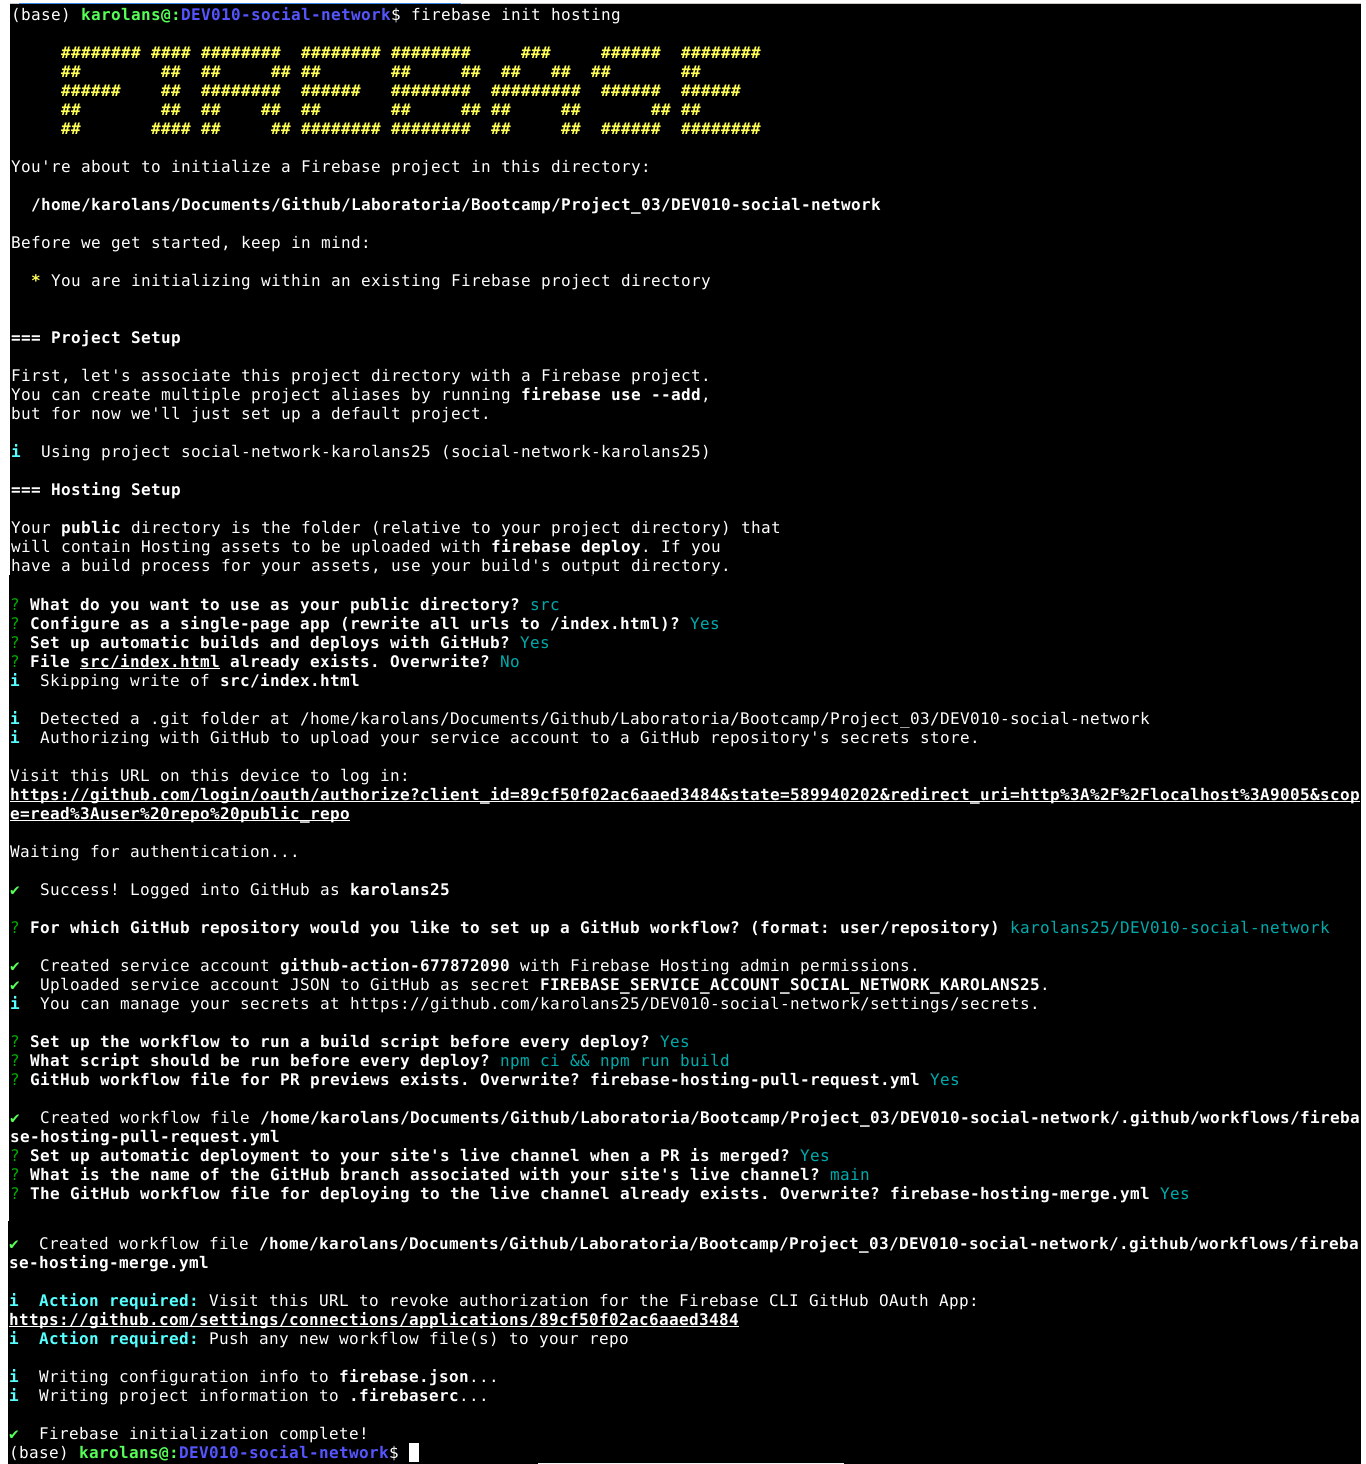 (base) karolans@:DEV010-social-network$ firebase init hosting
     ######## #### ########  ######## ########     ###     ######  ########
     ##        ##  ##     ## ##       ##     ##  ##   ##  ##       ##
     ######    ##  ########  ######   ########  #########  ######  ######
     ##        ##  ##    ##  ##       ##     ## ##     ##       ## ##
     ##       #### ##     ## ######## ########  ##     ##  ######  ########
You're about to initialize a Firebase project in this directory:
/home/karolans/Documents/Github/Laboratoria/Bootcamp/Project_03/DEV010-social-network
Before we get started, keep in mind:
* You are initializing within an existing Firebase project directory
=== Project Setup
First, let's associate this project directory with a Firebase project.
You can create multiple project aliases by running firebase use --add,
but for now we'll just set up a default project.
i  Using project social-network-karolans25 (social-network-karolans25)
=== Hosting Setup
Your public directory is the folder (relative to your project directory) that
will contain Hosting assets to be uploaded with firebase deploy. If you
have a build process for your assets, use your build's output directory.
? What do you want to use as your public directory? src
? Configure as a single-page app (rewrite all urls to /index.html)? Yes
? Set up automatic builds and deploys with GitHub? Yes
? File src/index.html already exists. Overwrite? No
i  Skipping write of src/index.html
i  Detected a .git folder at /home/karolans/Documents/Github/Laboratoria/Bootcamp/Project_03/DEV010-social-network
i  Authorizing with GitHub to upload your service account to a GitHub repository's secrets store.
Visit this URL on this device to log in:
https://github.com/login/oauth/authorize?client_id=89cf50f02ac6aaed3484&state=589940202&redirect_uri=http%3A%2F%2Flocalhost%3A9005&scop
e=read%3Auser%20repo%20public_repo
Waiting for authentication...
✔  Success! Logged into GitHub as karolans25
? For which GitHub repository would you like to set up a GitHub workflow? (format: user/repository) karolans25/DEV010-social-network
✔  Created service account github-action-677872090 with Firebase Hosting admin permissions.
✔  Uploaded service account JSON to GitHub as secret FIREBASE_SERVICE_ACCOUNT_SOCIAL_NETWORK_KAROLANS25.
i  You can manage your secrets at https://github.com/karolans25/DEV010-social-network/settings/secrets.
? Set up the workflow to run a build script before every deploy? Yes
? What script should be run before every deploy? npm ci && npm run build
? GitHub workflow file for PR previews exists. Overwrite? firebase-hosting-pull-request.yml Yes
✔  Created workflow file /home/karolans/Documents/Github/Laboratoria/Bootcamp/Project_03/DEV010-social-network/.github/workflows/fireba
se-hosting-pull-request.yml
? Set up automatic deployment to your site's live channel when a PR is merged? Yes
? What is the name of the GitHub branch associated with your site's live channel? main
? The GitHub workflow file for deploying to the live channel already exists. Overwrite? firebase-hosting-merge.yml Yes
✔  Created workflow file /home/karolans/Documents/Github/Laboratoria/Bootcamp/Project_03/DEV010-social-network/.github/workflows/fireba
se-hosting-merge.yml
i  Action required: Visit this URL to revoke authorization for the Firebase CLI GitHub OAuth App:
https://github.com/settings/connections/applications/89cf50f02ac6aaed3484
i  Action required: Push any new workflow file(s) to your repo
i  Writing configuration info to firebase.json...
i  Writing project information to .firebaserc...
✔  Firebase initialization complete!
(base) karolans@:DEV010-social-network$